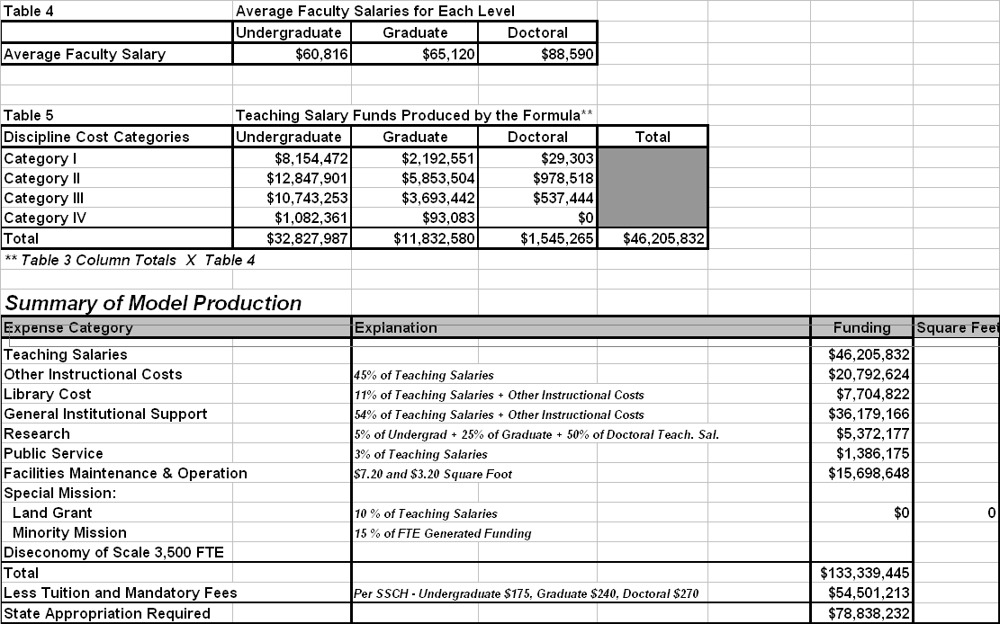 Table 4 Average Faculty Salaries for Each Level
Undergraduate Graduate Doctoral
Average Faculty Salary $60,816 $65,120 $88,590
Table 5 Teaching Salary Funds Produced by the Formula**
Discipline Cost Categories Undergraduate Graduate Doctoral Total
Category I $8,154,472 $2,192,551 $29,303
Category II $12,847,901 $5,853,504 $978,518
Category III $10,743,253 $3,693,442 $537,444
Category IV $1,082,361 $93,083 $0
Total $32,827,987 $11,832,580 $1,545,265 $46,205,832
** Table 3 Column Totals X Table 4
Summary of Model Production
Expense Category Explanation Funding Square Feet
Teaching Salaries $46,205,832
Other Instructional Costs 45% of Teaching Salaries $20,792,624
Library Cost 11% of Teaching Salaries + Other Instructional Costs $7,704,822
General Institutional Support 54% of Teaching Salaries + Other Instructional Costs $36,179,166
Research 5% of Undergrad + 25% of Graduate + 50% of Doctoral Teach. Sal. $5,372,177
Public Service 3% of Teaching Salaries $1,386,175
Facilities Maintenance & Operation $7.20 and $3.20 Square Foot $15,698,648
Special Mission:
Land Grant 10 % of Teaching Salaries $0 0
Minority Mission 15 % of FTE Generated Funding
Diseconomy of Scale 3,500 FTE
Total $133,339,445
Less Tuition and Mandatory Fees Per SSCH - Undergraduate $175, Graduate $240, Doctoral $270 $54,501,213
State Appropriation Required $78,838,232